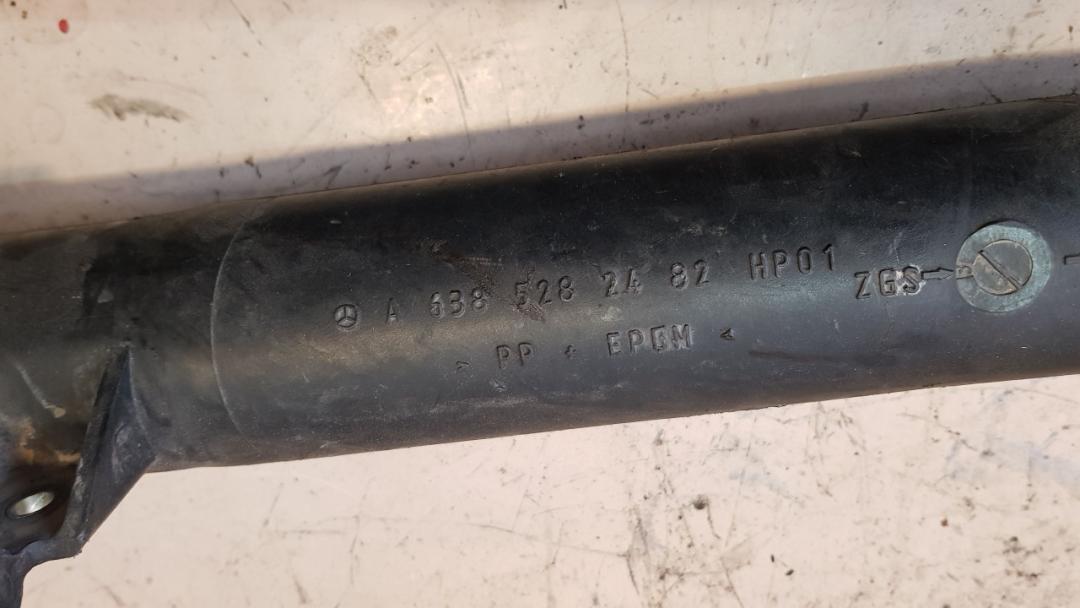 A 638 528 24 82 HP01
ZGS
> PP + EPDM <